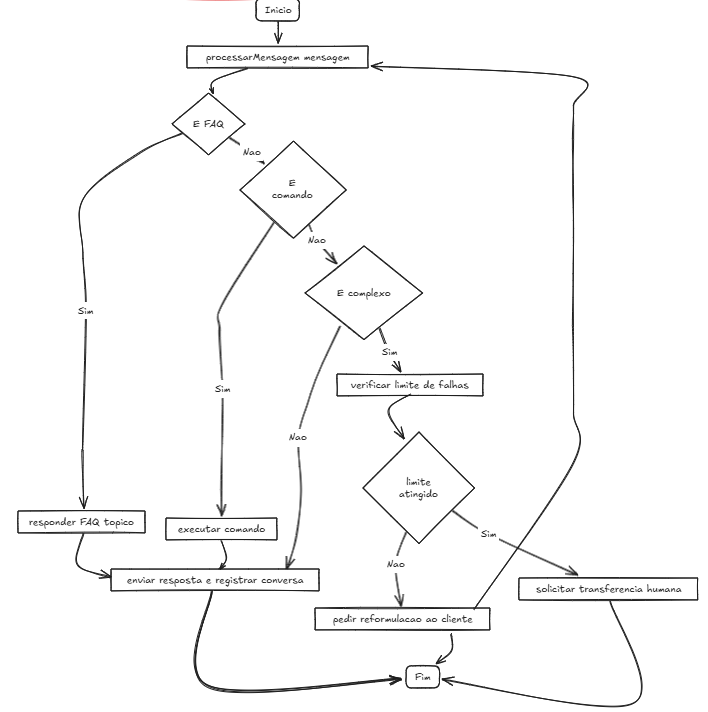 Inicio
processarMensagem mensagem
E FAQ
Nao
E
comando
Nao
E complexo
Sim
Sim
verificar limite de falhas
Sim
Nao
limite
atingido
responder FAQ topico
executar comando
Sim
Nao
enviar resposta e registrar conversa
solicitar transferencia humana
pedir reformulacao ao cliente
Fim